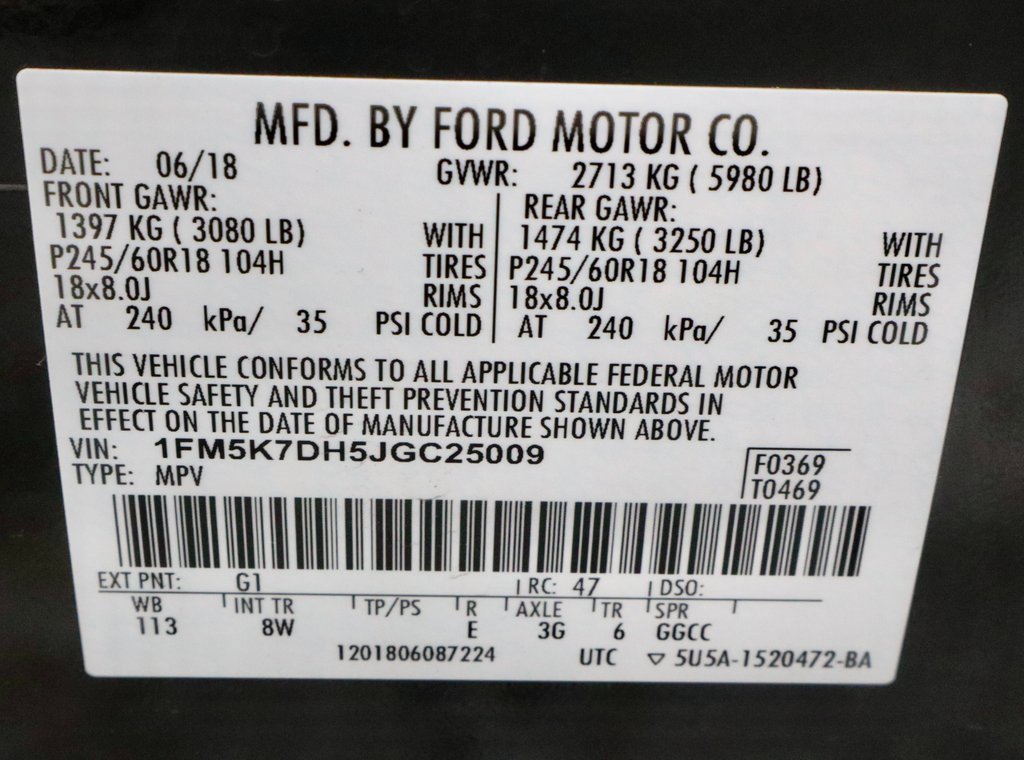 MFD. BY FORD MOTOR CO.
DATE: 06/18 GVWR: 2713 KG ( 5980 LB)
FRONT GAWR: REAR GAWR:
1397 KG ( 3080 LB) WITH 1474 KG ( 3250 LB) WITH
P245/60R18 104H TIRES P245/60R18 104H TIRES
18x8.0J RIMS 18x8.0J RIMS
AT 240 kPa/ 35 PSI COLD AT 240 kPa/ 35 PSI COLD
THIS VEHICLE CONFORMS TO ALL APPLICABLE FEDERAL MOTOR
VEHICLE SAFETY AND THEFT PREVENTION STANDARDS IN
EFFECT ON THE DATE OF MANUFACTURE SHOWN ABOVE.
VIN: 1FM5K7DH5JGC25009
TYPE: MPV
F0369
T0469
EXT PNT: G1 RC: 47 DSO:
WB INT TR TP/PS R AXLE TR SPR
113 8W E 3G 6 GGCC
1201806087224 UTC ▽ 5U5A-1520472-BA